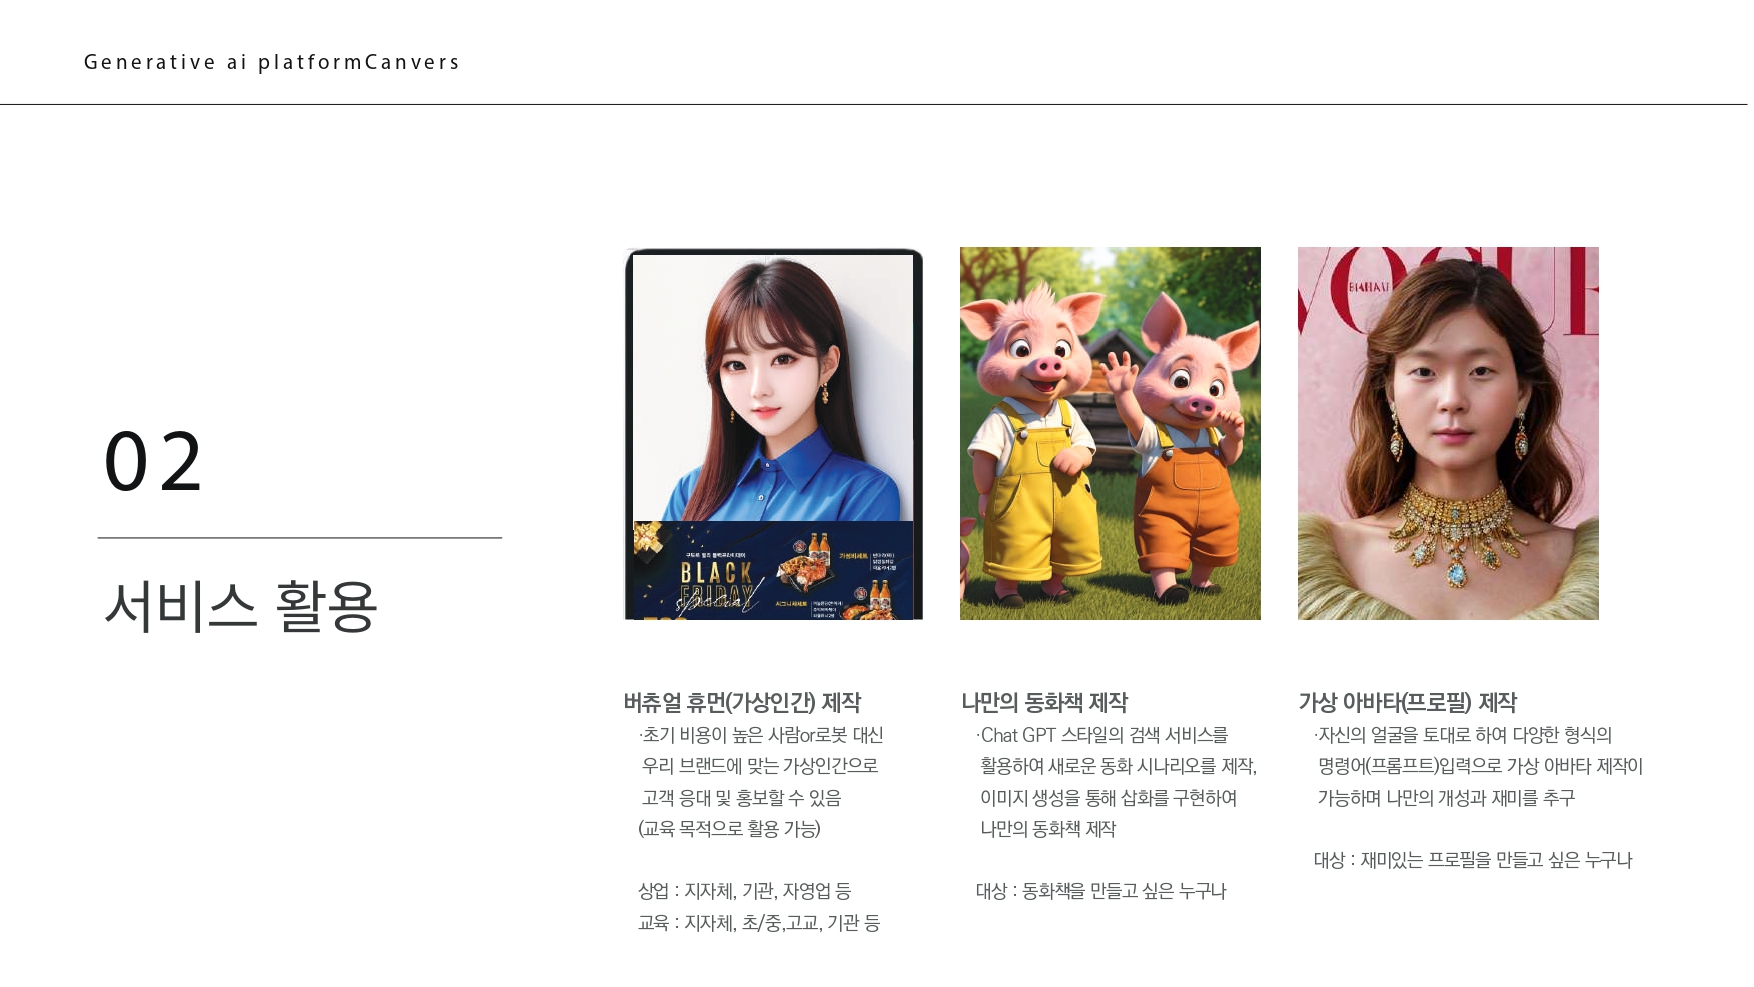 Generative ai platformCanvers
02
서비스 활용
BLACK
FRIDAY
가성비세트
시그니처세트
VOGUE
버츄얼 휴먼(가상인간) 제작
·초기 비용이 높은 사람or로봇 대신
우리 브랜드에 맞는 가상인간으로
고객 응대 및 홍보할 수 있음
(교육 목적으로 활용 가능)
상업 : 지자체, 기관, 자영업 등
교육 : 지자체, 초/중,고교, 기관 등
나만의 동화책 제작
·Chat GPT 스타일의 검색 서비스를
활용하여 새로운 동화 시나리오를 제작,
이미지 생성을 통해 삽화를 구현하여
나만의 동화책 제작
대상 : 동화책을 만들고 싶은 누구나
가상 아바타(프로필) 제작
·자신의 얼굴을 토대로 하여 다양한 형식의
명령어(프롬프트)입력으로 가상 아바타 제작이
가능하며 나만의 개성과 재미를 추구
대상 : 재미있는 프로필을 만들고 싶은 누구나